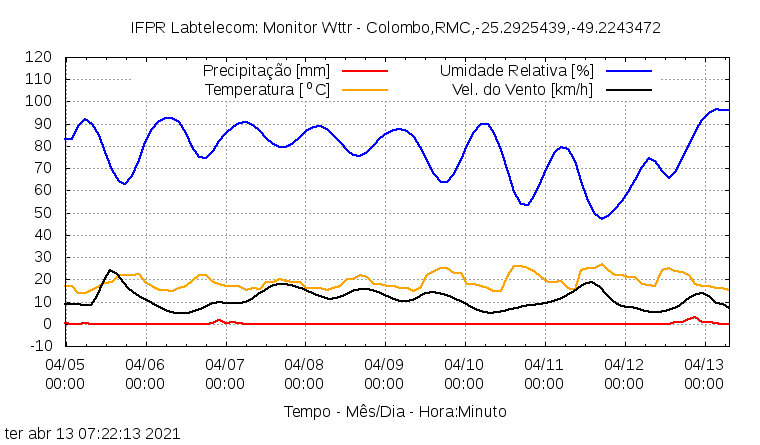 IFPR Labtelecom: Monitor Wttr - Colombo,RMC,-25.2925439,-49.2243472
120
110
100
90
80
70
60
50
40
30
20
10
0
-10
Precipitação [mm] Umidade Relativa [%]
Temperatura [⁰C] Vel. do Vento [km/h]
04/05 04/06 04/07 04/08 04/09 04/10 04/11 04/12 04/13
00:00 00:00 00:00 00:00 00:00 00:00 00:00 00:00 00:00
Tempo - Mês/Dia - Hora:Minuto
ter abr 13 07:22:13 2021